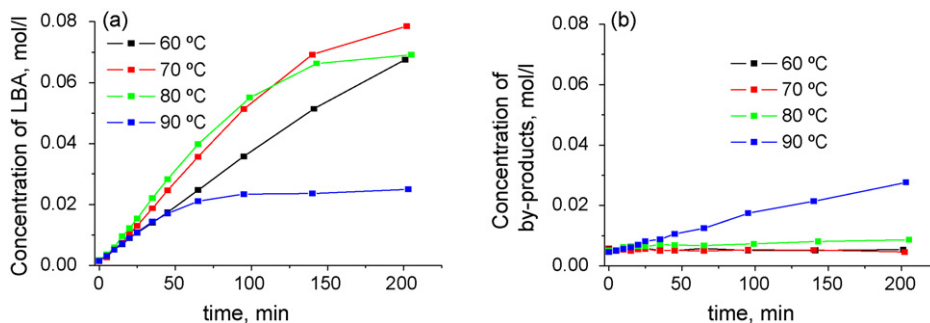 (a)
Concentration of LBA, mol/l
0.08
0.06
0.04
0.02
0.00
60 ºC
70 ºC
80 ºC
90 ºC
0 50 100 150 200
time, min
(b)
Concentration of
by-products, mol/l
0.08
0.06
0.04
0.02
0.00
60 ºC
70 ºC
80 ºC
90 ºC
0 50 100 150 200
time, min